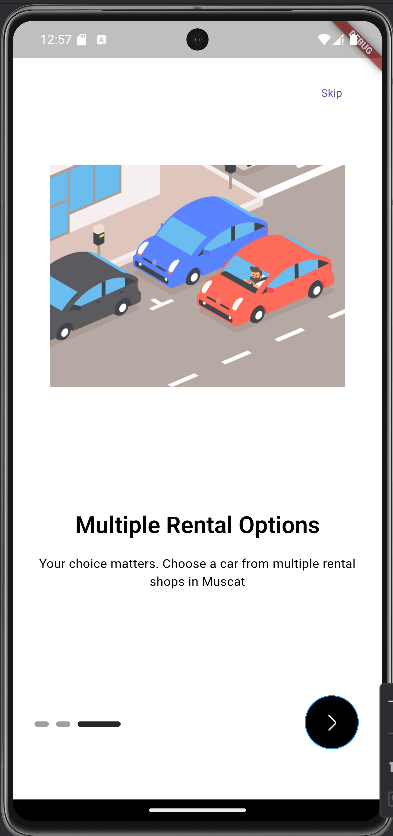 12:57
A
DEBUG
Skip
Multiple Rental Options
Your choice matters. Choose a car from multiple rental
shops in Muscat